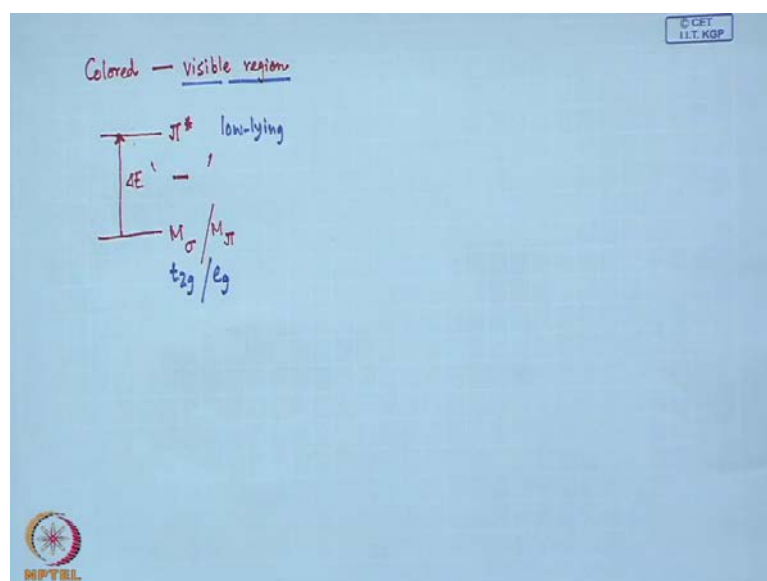 © CET
I.I.T. KGP
Colored — visible region
π* low-lying
ΔE
Mσ / Mπ
t2g / eg
NPTEL